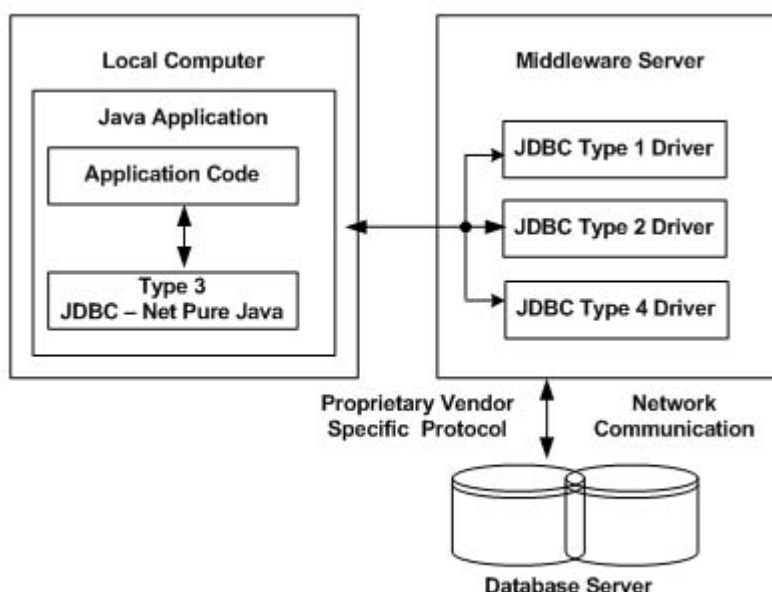 Local Computer
Java Application
Application Code
Type 3
JDBC – Net Pure Java
Middleware Server
JDBC Type 1 Driver
JDBC Type 2 Driver
JDBC Type 4 Driver
Proprietary Vendor
Specific Protocol
Network
Communication
Database Server